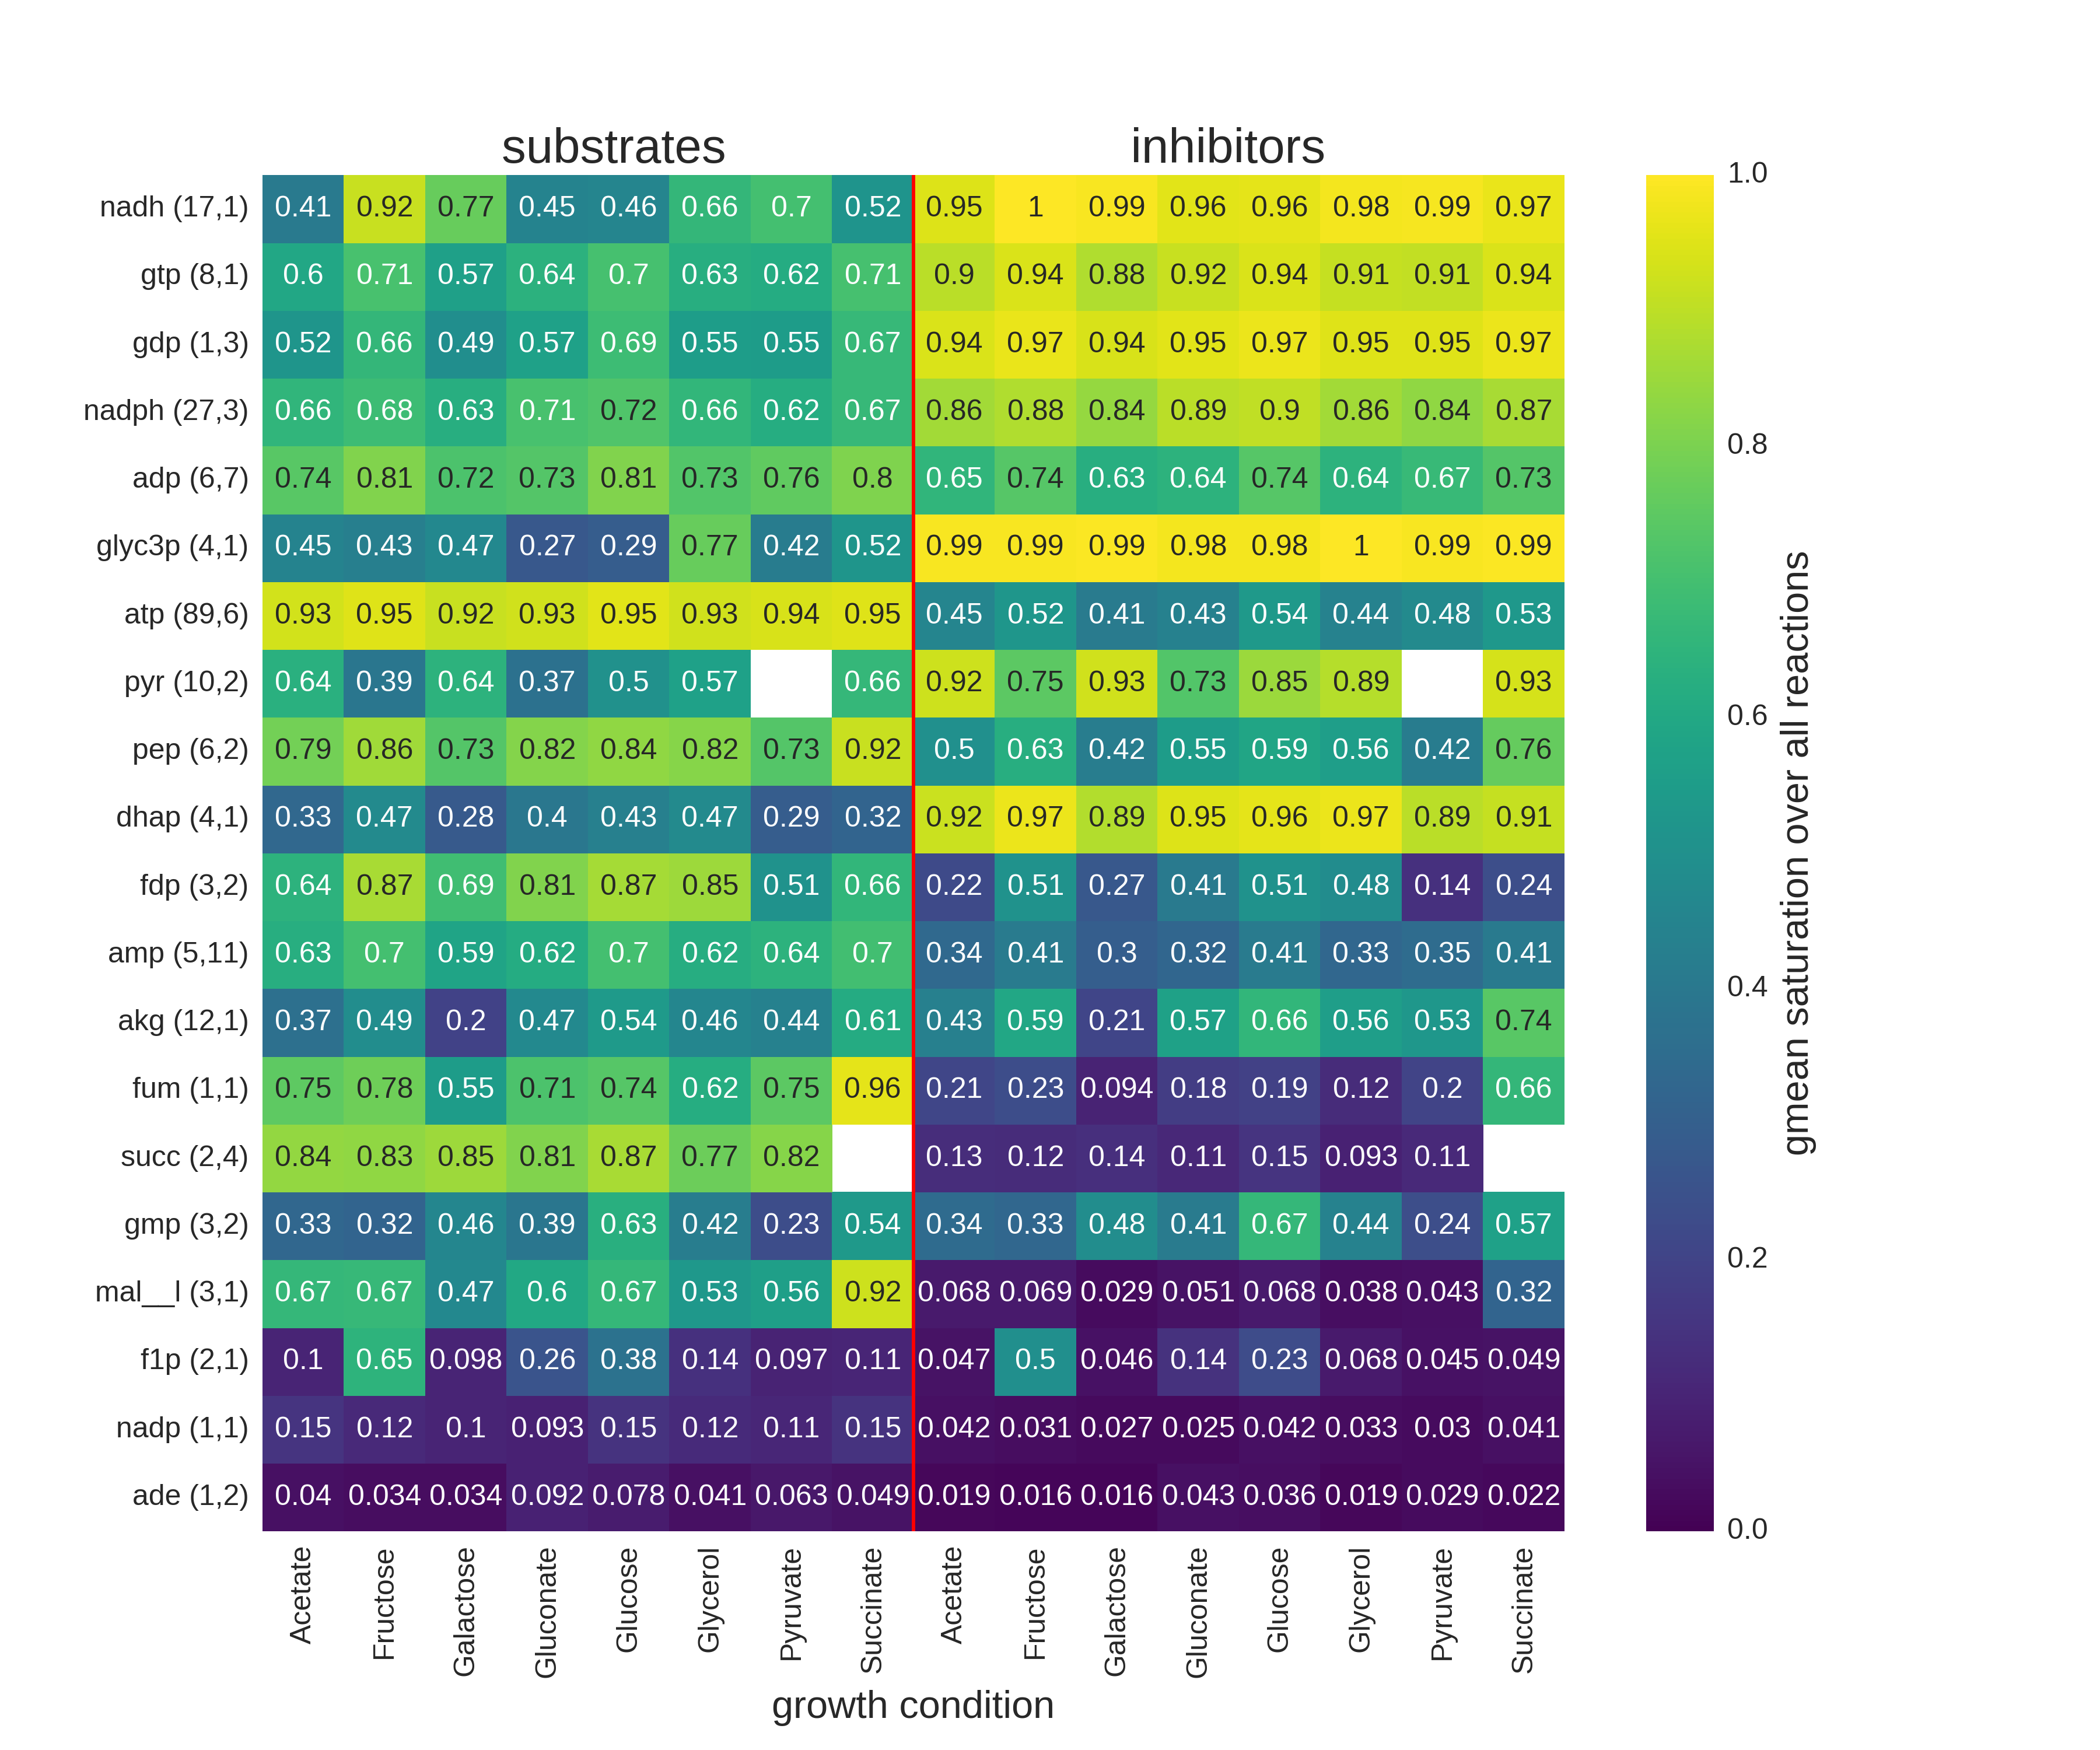 substrates inhibitors
nadh (17,1) 0.41 0.92 0.77 0.45 0.46 0.66 0.7 0.52 0.95 1 0.99 0.96 0.96 0.98 0.99 0.97
gtp (8,1) 0.6 0.71 0.57 0.64 0.7 0.63 0.62 0.71 0.9 0.94 0.88 0.92 0.94 0.91 0.91 0.94
gdp (1,3) 0.52 0.66 0.49 0.57 0.69 0.55 0.55 0.67 0.94 0.97 0.94 0.95 0.97 0.95 0.95 0.97
nadph (27,3) 0.66 0.68 0.63 0.71 0.72 0.66 0.62 0.67 0.86 0.88 0.84 0.89 0.9 0.86 0.84 0.87
adp (6,7) 0.74 0.81 0.72 0.73 0.81 0.73 0.76 0.8 0.65 0.74 0.63 0.64 0.74 0.64 0.67 0.73
glyc3p (4,1) 0.45 0.43 0.47 0.27 0.29 0.77 0.42 0.52 0.99 0.99 0.99 0.98 0.98 1 0.99 0.99
atp (89,6) 0.93 0.95 0.92 0.93 0.95 0.93 0.94 0.95 0.45 0.52 0.41 0.43 0.54 0.44 0.48 0.53
pyr (10,2) 0.64 0.39 0.64 0.37 0.5 0.57 0.66 0.92 0.75 0.93 0.73 0.85 0.89 0.93
pep (6,2) 0.79 0.86 0.73 0.82 0.84 0.82 0.73 0.92 0.5 0.63 0.42 0.55 0.59 0.56 0.42 0.76
dhap (4,1) 0.33 0.47 0.28 0.4 0.43 0.47 0.29 0.32 0.92 0.97 0.89 0.95 0.96 0.97 0.89 0.91
fdp (3,2) 0.64 0.87 0.69 0.81 0.87 0.85 0.51 0.66 0.22 0.51 0.27 0.41 0.51 0.48 0.14 0.24
amp (5,11) 0.63 0.7 0.59 0.62 0.7 0.62 0.64 0.7 0.34 0.41 0.3 0.32 0.41 0.33 0.35 0.41
akg (12,1) 0.37 0.49 0.2 0.47 0.54 0.46 0.44 0.61 0.43 0.59 0.21 0.57 0.66 0.56 0.53 0.74
fum (1,1) 0.75 0.78 0.55 0.71 0.74 0.62 0.75 0.96 0.21 0.23 0.094 0.18 0.19 0.12 0.2 0.66
succ (2,4) 0.84 0.83 0.85 0.81 0.87 0.77 0.82 0.13 0.12 0.14 0.11 0.15 0.093 0.11
gmp (3,2) 0.33 0.32 0.46 0.39 0.63 0.42 0.23 0.54 0.34 0.33 0.48 0.41 0.67 0.44 0.24 0.57
mal__l (3,1) 0.67 0.67 0.47 0.6 0.67 0.53 0.56 0.92 0.068 0.069 0.029 0.051 0.068 0.038 0.043 0.32
f1p (2,1) 0.1 0.65 0.098 0.26 0.38 0.14 0.097 0.11 0.047 0.5 0.046 0.14 0.23 0.068 0.045 0.049
nadp (1,1) 0.15 0.12 0.1 0.093 0.15 0.12 0.11 0.15 0.042 0.031 0.027 0.025 0.042 0.033 0.03 0.041
ade (1,2) 0.04 0.034 0.034 0.092 0.078 0.041 0.063 0.049 0.019 0.016 0.016 0.043 0.036 0.019 0.029 0.022
Acetate Fructose Galactose Gluconate Glucose Glycerol Pyruvate Succinate Acetate Fructose Galactose Gluconate Glucose Glycerol Pyruvate Succinate
growth condition
1.0
0.8
0.6
0.4
0.2
0.0
gmean saturation over all reactions